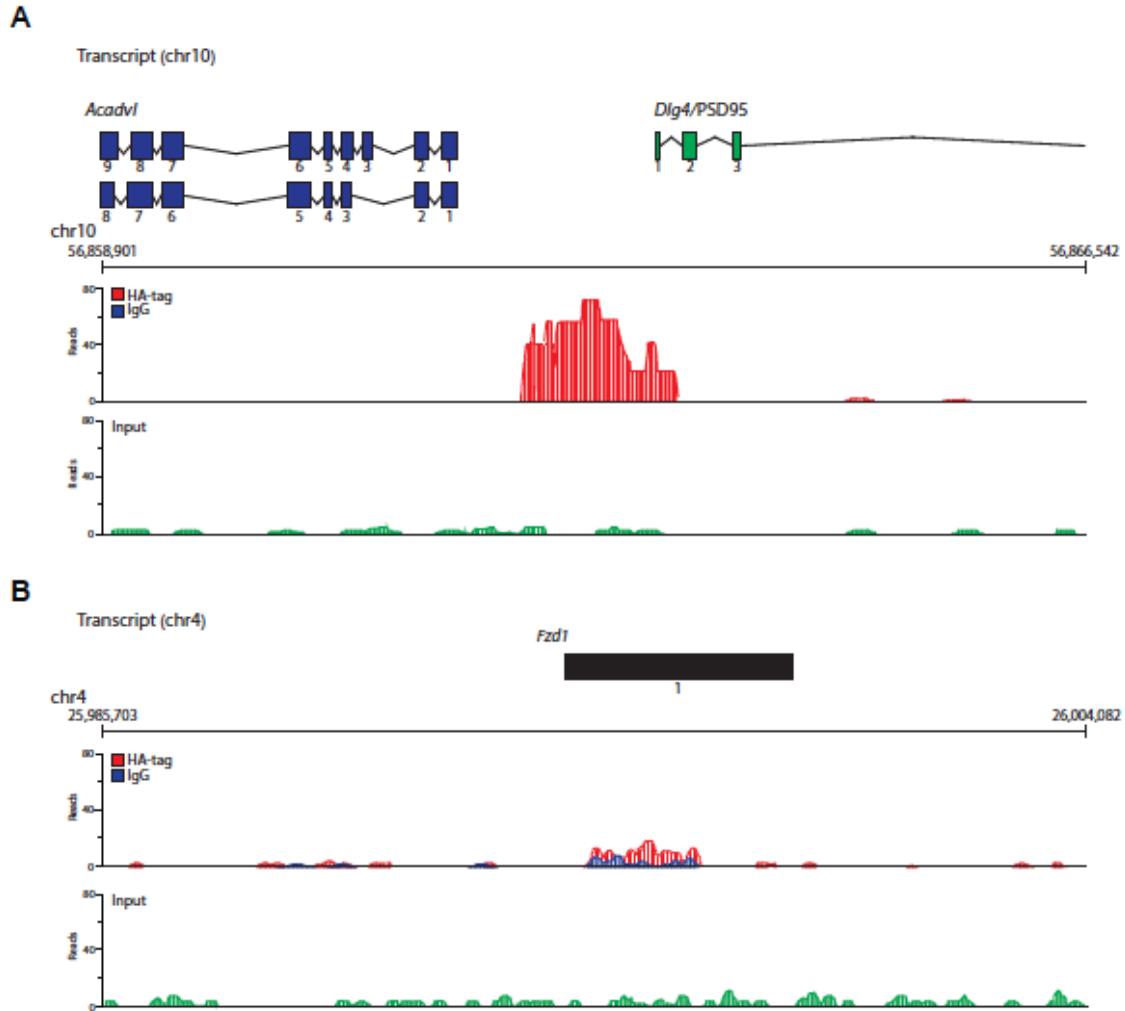 A
Transcript (chr10)
Acadvl
Dlg4/PSD95
9 8 7 6 5 4 3 2 1
1 2 3
8 7 6 5 4 3 2 1
chr10
56,858,901
56,866,542
80
HA-tag
IgG
Reads
40
0
80
Input
Reads
40
0
B
Transcript (chr4)
Fzd1
1
chr4
25,985,703
26,004,082
80
HA-tag
IgG
Reads
40
0
80
Input
Reads
40
0